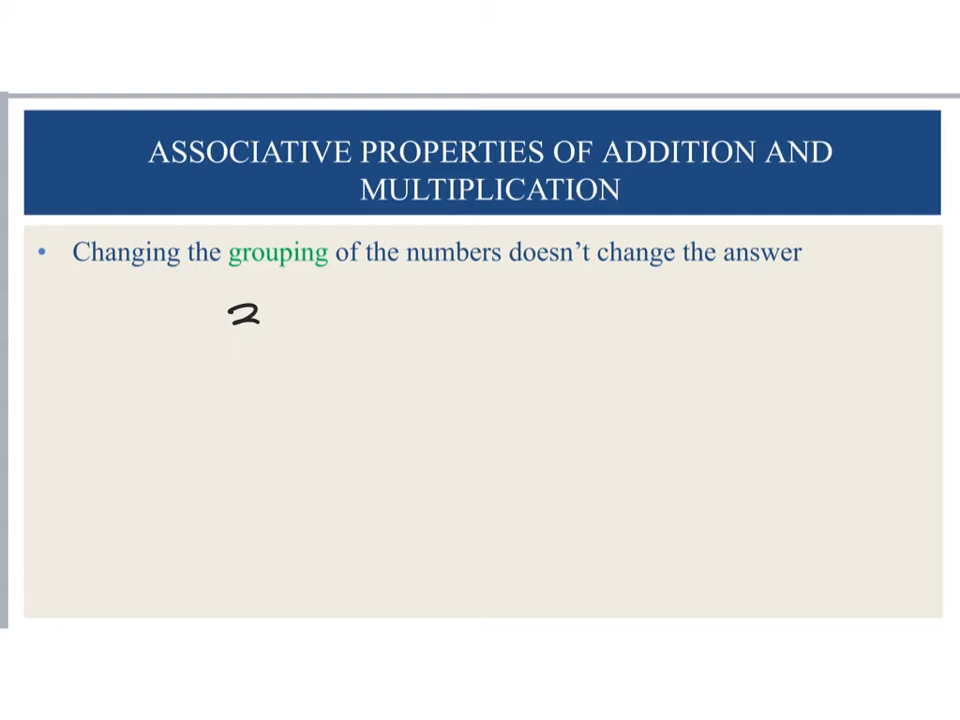 ASSOCIATIVE PROPERTIES OF ADDITION AND
MULTIPLICATION
• Changing the grouping of the numbers doesn’t change the answer
2